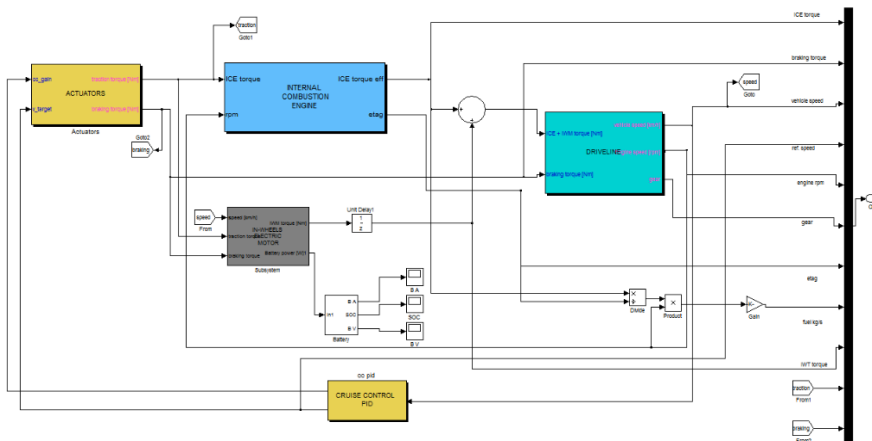 ICE torque
traction
Goto1
cc_gain
ACTUATORS
traction torque [Nm]
v_target
braking torque [Nm]
Actuators
ICE torque
INTERNAL
COMBUSTION
ENGINE
ICE torque eff
rpm
etag
braking torque
speed
Goto
vehicle speed
Goto2
braking
ICE + IWM torque [Nm]
DRIVELINE
braking torque [Nm]
ref. speed
engine rpm
speed
From
speed [km/h]
IWM torque [Nm]
IN-WHEELS
ELECTRIC
MOTOR
traction torque
braking torque
Battery power [W]1
Subsystem
Unit Delay1
1
z
gear
etag
B A
SOC
B V
In1
Battery
B A
SOC
B V
×
÷
Divide
×
Product
-K-
Gain
fuel kg/s
IWT torque
cc pid
CRUISE CONTROL
PID
traction
From1
braking